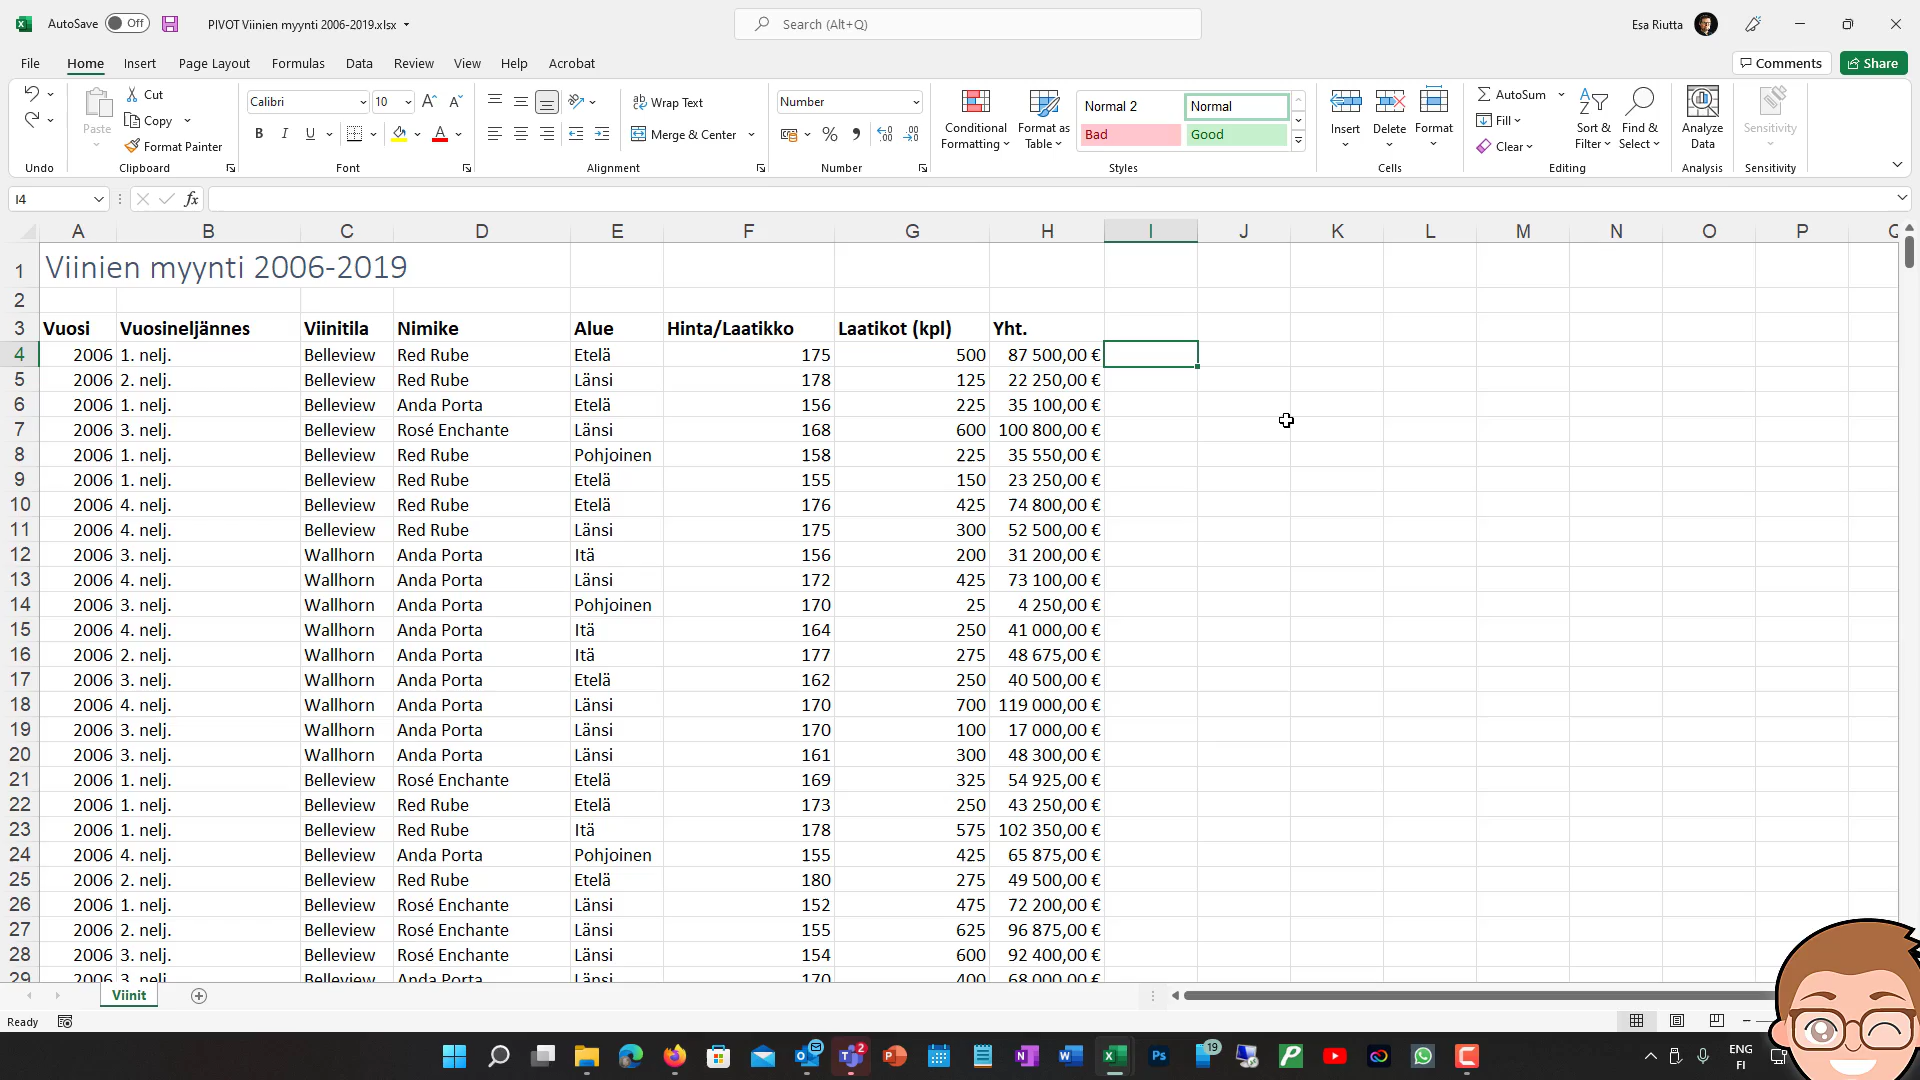 AutoSave Off PIVOT Viinien myynti 2006-2019.xlsx Search (Alt+Q) Esa Riutta
File Home Insert Page Layout Formulas Data Review View Help Acrobat Comments Share
Cut Calibri 10 Wrap Text Number Normal 2 Normal AutoSum
Paste Copy Merge & Center Conditional Formatting Format as Table Bad Good Insert Delete Format Fill Sort & Filter Find & Select Analyze Data Sensitivity
Format Painter Clear
Undo Clipboard Font Alignment Number Styles Cells Editing Analysis Sensitivity
I4 fx
A B C D E F G H I J K L M N O P
1 Viinien myynti 2006-2019
2
3 Vuosi Vuosineljännes Viinitila Nimike Alue Hinta/Laatikko Laatikot (kpl) Yht.
4 2006 1. nelj. Belleview Red Rube Etelä 175 500 87 500,00 €
5 2006 2. nelj. Belleview Red Rube Länsi 178 125 22 250,00 €
6 2006 1. nelj. Belleview Anda Porta Etelä 156 225 35 100,00 €
7 2006 3. nelj. Belleview Rosé Enchante Länsi 168 600 100 800,00 €
8 2006 1. nelj. Belleview Red Rube Pohjoinen 158 225 35 550,00 €
9 2006 1. nelj. Belleview Red Rube Etelä 155 150 23 250,00 €
10 2006 4. nelj. Belleview Red Rube Etelä 176 425 74 800,00 €
11 2006 4. nelj. Belleview Red Rube Länsi 175 300 52 500,00 €
12 2006 3. nelj. Wallhorn Anda Porta Itä 156 200 31 200,00 €
13 2006 4. nelj. Wallhorn Anda Porta Länsi 172 425 73 100,00 €
14 2006 3. nelj. Wallhorn Anda Porta Pohjoinen 170 25 4 250,00 €
15 2006 4. nelj. Wallhorn Anda Porta Itä 164 250 41 000,00 €
16 2006 2. nelj. Wallhorn Anda Porta Itä 177 275 48 675,00 €
17 2006 3. nelj. Wallhorn Anda Porta Etelä 162 250 40 500,00 €
18 2006 4. nelj. Wallhorn Anda Porta Länsi 170 700 119 000,00 €
19 2006 3. nelj. Wallhorn Anda Porta Länsi 170 100 17 000,00 €
20 2006 3. nelj. Wallhorn Anda Porta Länsi 161 300 48 300,00 €
21 2006 1. nelj. Belleview Rosé Enchante Etelä 169 325 54 925,00 €
22 2006 1. nelj. Belleview Red Rube Etelä 173 250 43 250,00 €
23 2006 1. nelj. Belleview Red Rube Itä 178 575 102 350,00 €
24 2006 4. nelj. Belleview Anda Porta Pohjoinen 155 425 65 875,00 €
25 2006 2. nelj. Belleview Red Rube Etelä 180 275 49 500,00 €
26 2006 1. nelj. Belleview Rosé Enchante Länsi 152 475 72 200,00 €
27 2006 2. nelj. Belleview Rosé Enchante Länsi 155 625 96 875,00 €
28 2006 3. nelj. Belleview Rosé Enchante Länsi 154 600 92 400,00 €
29 2006 3. nelj. Belleview Anda Porta Länsi 170 400 68 000,00 €
Viinit
Ready
2 19 ENG
FI